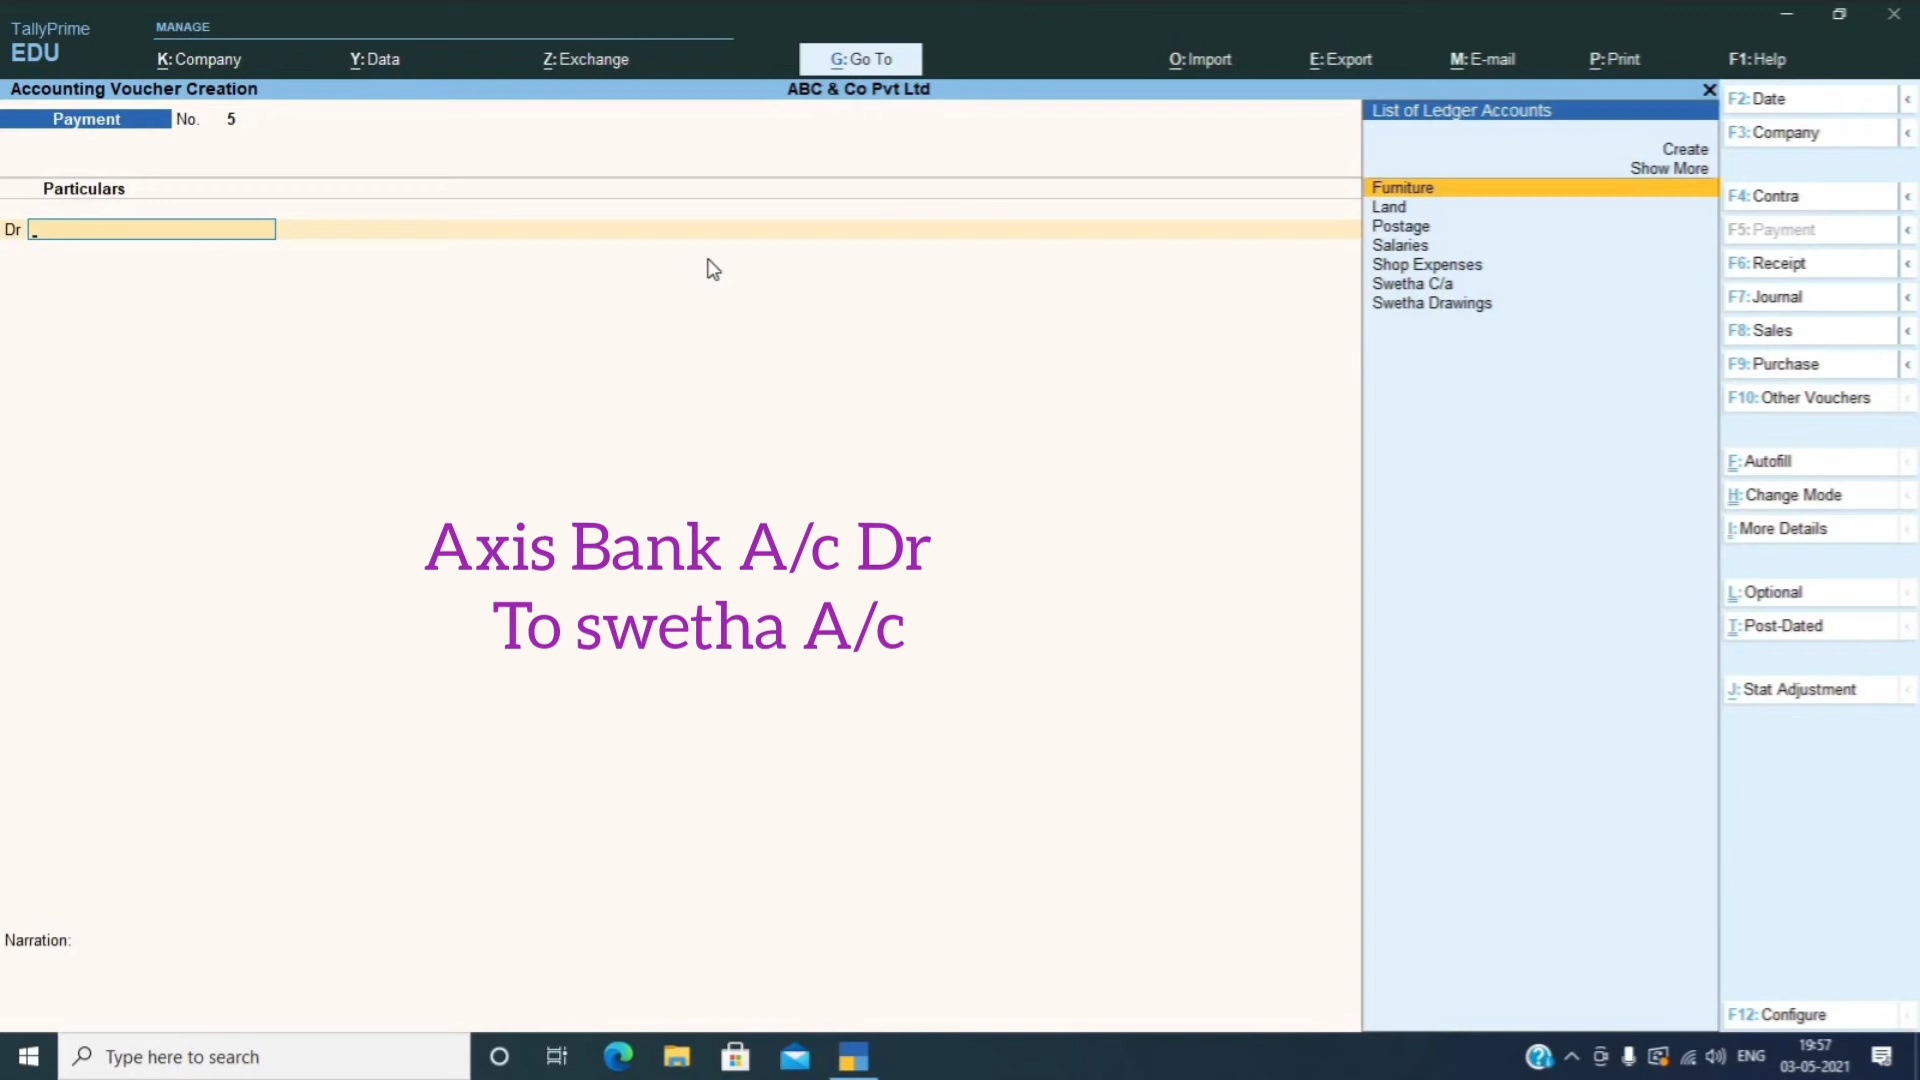 TallyPrime
EDU
MANAGE
K: Company
Y: Data
Z: Exchange
G: Go To
O: Import
E: Export
M: E-mail
P: Print
F1: Help
Accounting Voucher Creation
ABC & Co Pvt Ltd
Payment No. 5
Particulars
Dr
Axis Bank A/c Dr
To swetha A/c
Narration:
List of Ledger Accounts
Create
Show More
Furniture
Land
Postage
Salaries
Shop Expenses
Swetha C/a
Swetha Drawings
F2: Date
F3: Company
F4: Contra
F5: Payment
F6: Receipt
F7: Journal
F8: Sales
F9: Purchase
F10: Other Vouchers
F: Autofill
H: Change Mode
I: More Details
L: Optional
T: Post-Dated
J: Stat Adjustment
F12: Configure
Type here to search
ENG
19:57
03-05-2021